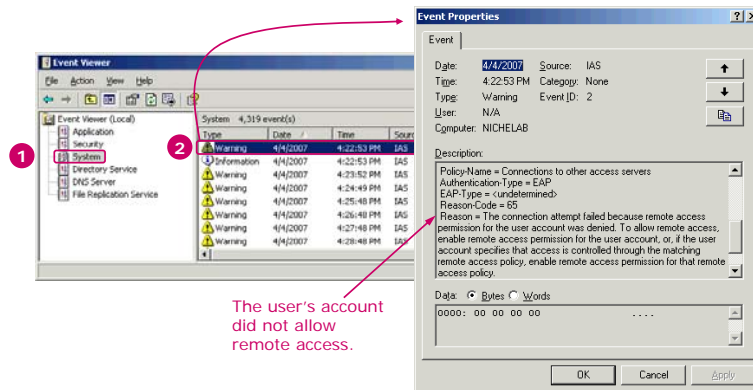 Event Viewer
File Action View Help
Event Viewer (Local)
Application
Security
System
Directory Service
DNS Server
File Replication Service
System 4,319 event(s)
Type Date Time
Warning 4/4/2007 4:22:53 PM IAS
Information 4/4/2007 4:22:53 PM IAS
Warning 4/4/2007 4:23:52 PM IAS
Warning 4/4/2007 4:24:49 PM IAS
Warning 4/4/2007 4:25:48 PM IAS
Warning 4/4/2007 4:26:48 PM IAS
Warning 4/4/2007 4:27:48 PM IAS
Warning 4/4/2007 4:28:48 PM IAS
1
2
The user's account
did not allow
remote access.
Event Properties
Event
Date: 4/4/2007 Source: IAS
Time: 4:22:53 PM Category: None
Type: Warning Event ID: 2
User: N/A
Computer: NICHELAB
Description:
Policy-Name = Connections to other access servers
Authentication-Type = EAP
EAP-Type = <undetermined>
Reason-Code = 65
Reason = The connection attempt failed because remote access
permission for the user account was denied. To allow remote access,
enable remote access permission for the user account, or, if the user
account specifies that access is controlled through the matching
remote access policy, enable remote access permission for that remote
access policy.
Data: Bytes Words
0000: 00 00 00 00 ....
OK Cancel Apply